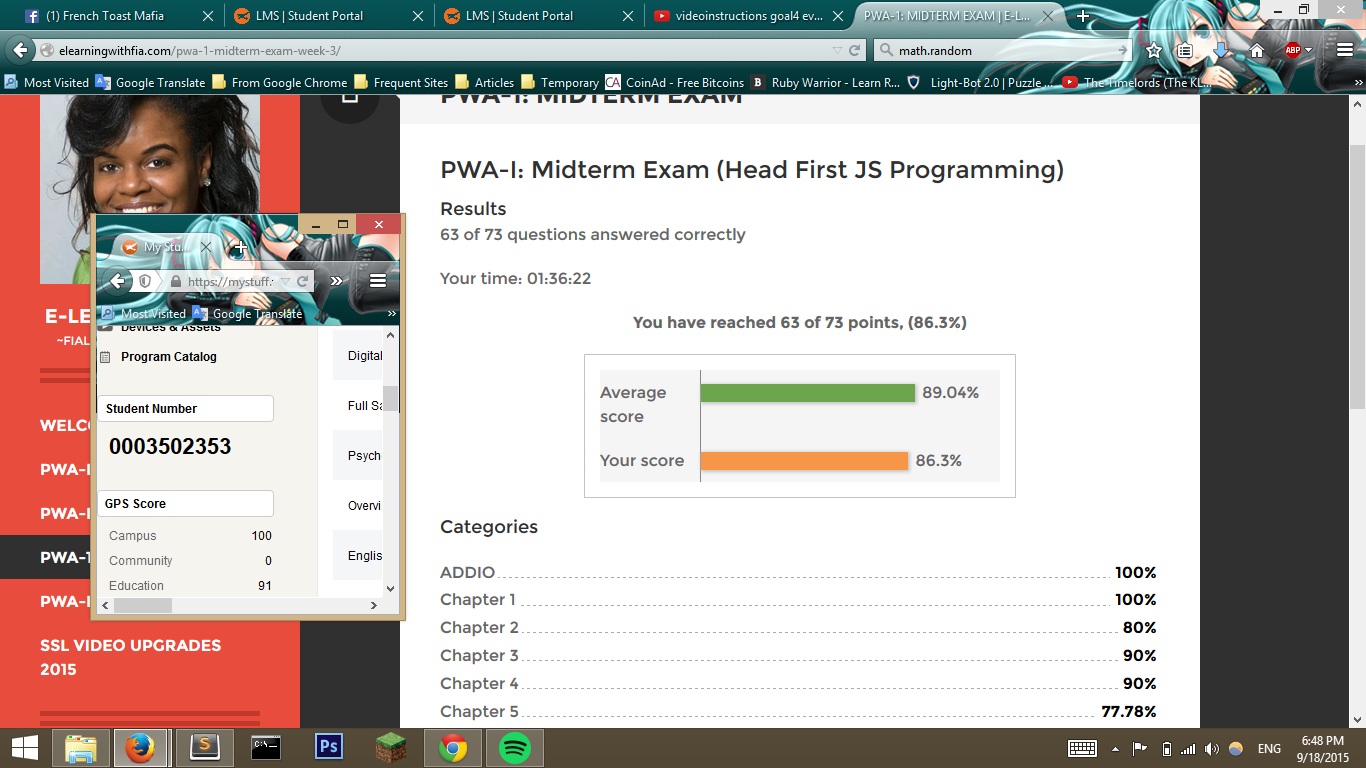 (1) French Toast Mafia
LMS | Student Portal
LMS | Student Portal
videoinstructions goal4 ev...
PWA-1: MIDTERM EXAM | E-L...
elearningwithfia.com/pwa-1-midterm-exam-week-3/
math.random
ABP
Most Visited
Google Translate
From Google Chrome
Frequent Sites
Articles
Temporary
CA CoinAd - Free Bitcoins
B Ruby Warrior - Learn R...
Light-Bot 2.0 | Puzzle ...
The Timelords (The KL...
PWA-1: MIDTERM EXAM
PWA-I: Midterm Exam (Head First JS Programming)
Results
63 of 73 questions answered correctly
Your time: 01:36:22
You have reached 63 of 73 points, (86.3%)
Average score 89.04%
Your score 86.3%
Categories
ADDIO 100%
Chapter 1 100%
Chapter 2 80%
Chapter 3 90%
Chapter 4 90%
Chapter 5 77.78%
E-LE
~FIAL
WELC
PWA-I
PWA-I
PWA-1
PWA-I
SSL VIDEO UPGRADES
2015
My Stu...
https://mystuff.
Most Visited
Google Translate
Devices & Assets
Program Catalog
Student Number
0003502353
GPS Score
Campus 100
Community 0
Education 91
Digital
Full Sa
Psych
Overvi
Englis
C:\_
Ps
ENG
6:48 PM
9/18/2015